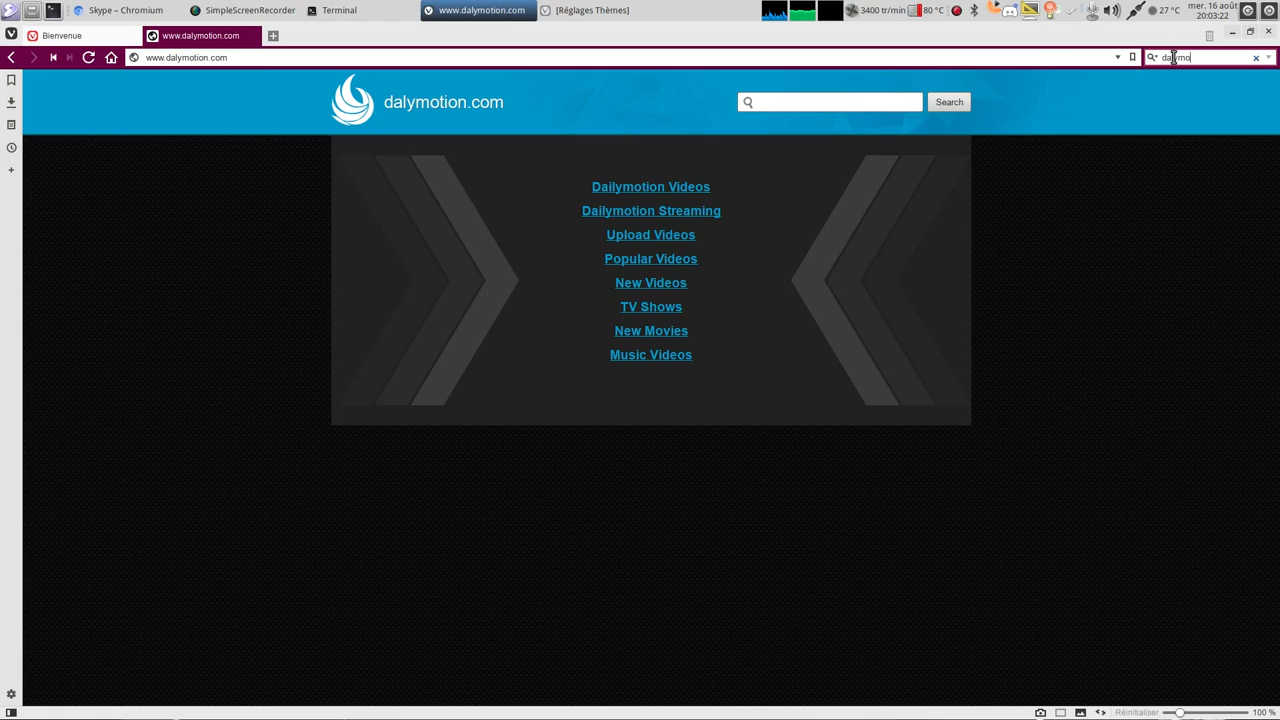 Skype – Chromium
SimpleScreenRecorder
Terminal
www.dalymotion.com
[Réglages Thèmes]
3400 tr/min
80 °C
27 °C
mer. 16 août
20:03:22
Bienvenue
www.dalymotion.com
www.dalymotion.com
dalymo
dalymotion.com
Search
Dailymotion Videos
Dailymotion Streaming
Upload Videos
Popular Videos
New Videos
TV Shows
New Movies
Music Videos
Réinitialiser
100 %